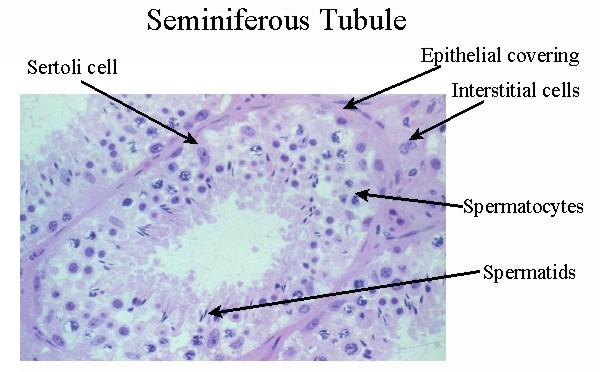 Seminiferous Tubule
Sertoli cell
Epithelial covering
Interstitial cells
Spermatocytes
Spermatids